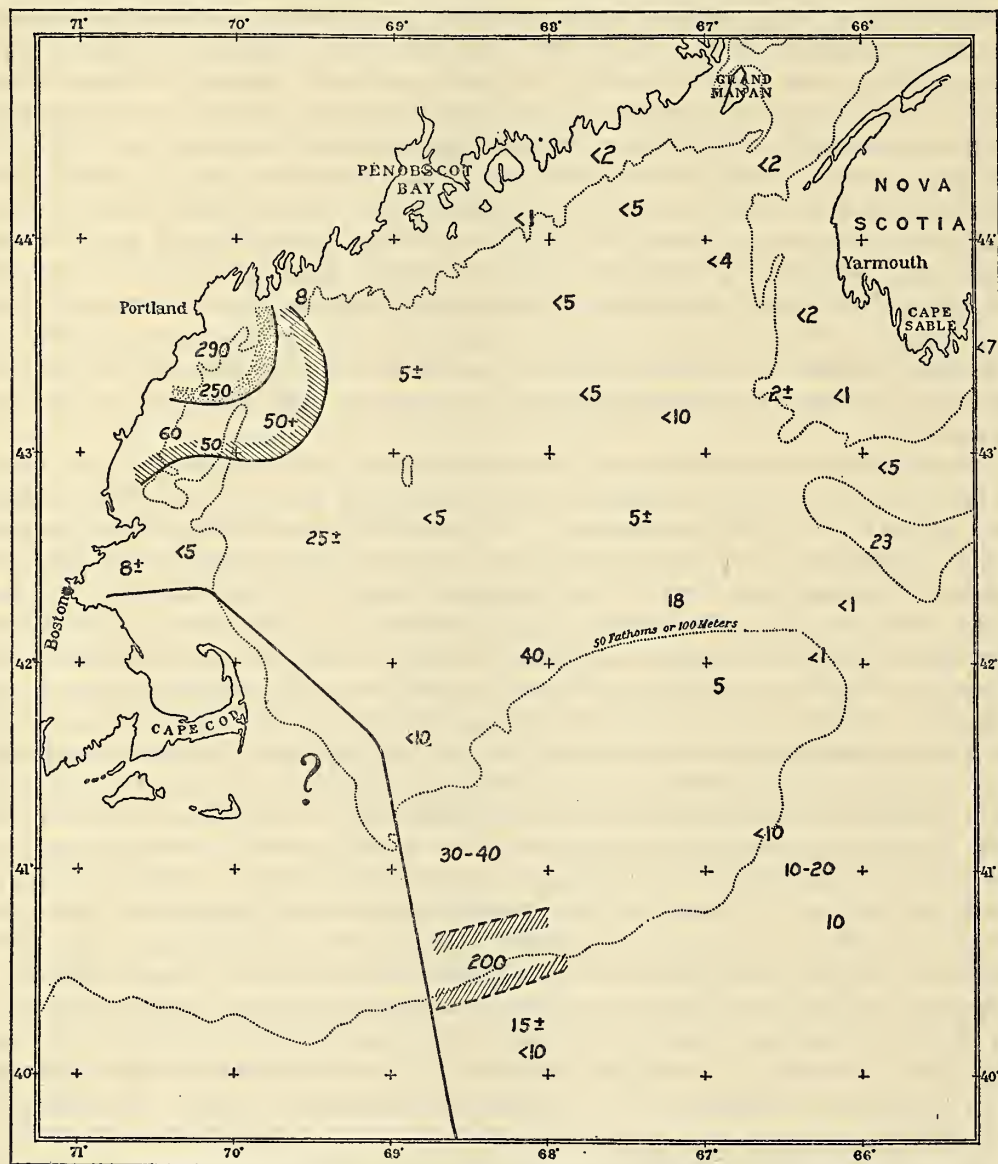 71° 70° 69° 68° 67° 66°
GRAND
MANAN
<2 <2
PENOBSCOT
BAY
NOVA
<1 <5
SCOTIA
44° 44°
<4 Yarmouth
Portland 8 <5 <2
CAPE
SABLE
290 <7
5±
250 <5 2± <1
50+ <10
60 50
43° 43°
<5
<5 5±
25± 23
<5
8±
Boston
18 <1
50 Fathoms or 100 Meters
42° 40 <1 42°
5
CAPE COD
<10
?
<10
30-40
41° 10-20 41°
10
200
15±
<10
40° 40°
71° 70° 69° 68° 67° 66°